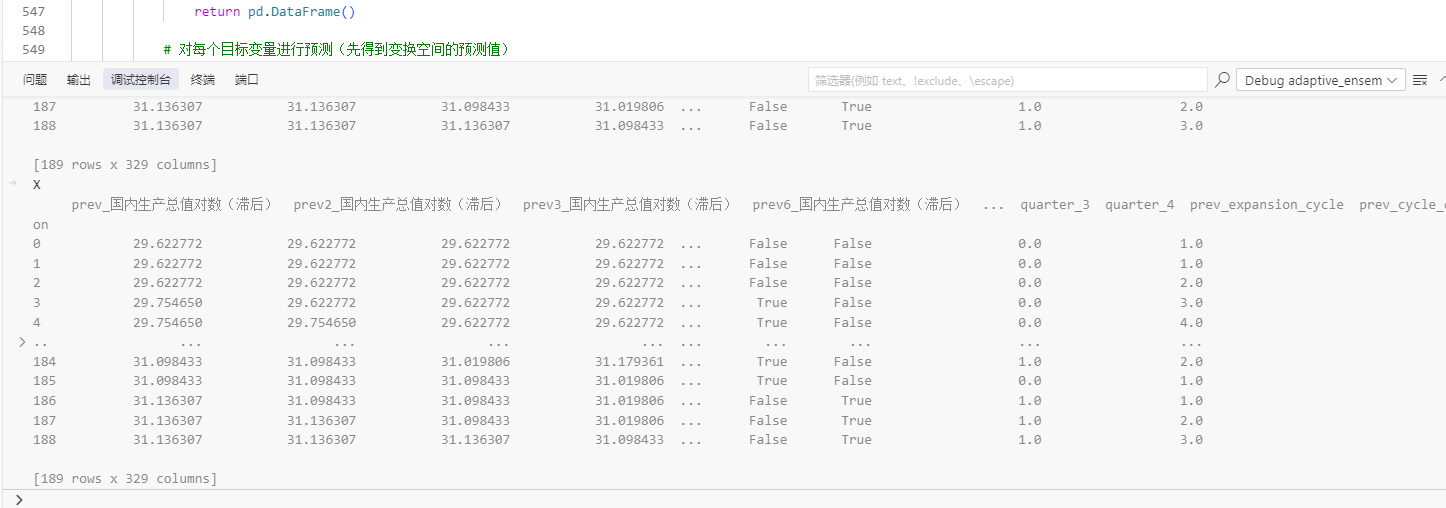 547 return pd.DataFrame()
548
549 # 对每个目标变量进行预测（先得到变换空间的预测值）
问题 输出 调试控制台 终端 端口 筛选器(例如 text、!exclude、\escape) Debug adaptive_ensem
187 31.136307 31.136307 31.098433 31.019806 ... False True 1.0 2.0
188 31.136307 31.136307 31.136307 31.098433 ... False True 1.0 3.0
[189 rows x 329 columns]
X
prev_国内生产总值对数（滞后） prev2_国内生产总值对数（滞后） prev3_国内生产总值对数（滞后） prev6_国内生产总值对数（滞后） ... quarter_3 quarter_4 prev_expansion_cycle prev_cycle_
on
0 29.622772 29.622772 29.622772 29.622772 ... False False 0.0 1.0
1 29.622772 29.622772 29.622772 29.622772 ... False False 0.0 1.0
2 29.622772 29.622772 29.622772 29.622772 ... False False 0.0 2.0
3 29.754650 29.622772 29.622772 29.622772 ... True False 0.0 3.0
4 29.754650 29.754650 29.622772 29.622772 ... True False 0.0 4.0
.. ... ... ... ... ... ... ... ... ...
184 31.098433 31.098433 31.019806 31.179361 ... True False 1.0 2.0
185 31.098433 31.098433 31.098433 31.019806 ... True False 0.0 1.0
186 31.136307 31.098433 31.098433 31.019806 ... False True 1.0 1.0
187 31.136307 31.136307 31.098433 31.019806 ... False True 1.0 2.0
188 31.136307 31.136307 31.136307 31.098433 ... False True 1.0 3.0
[189 rows x 329 columns]